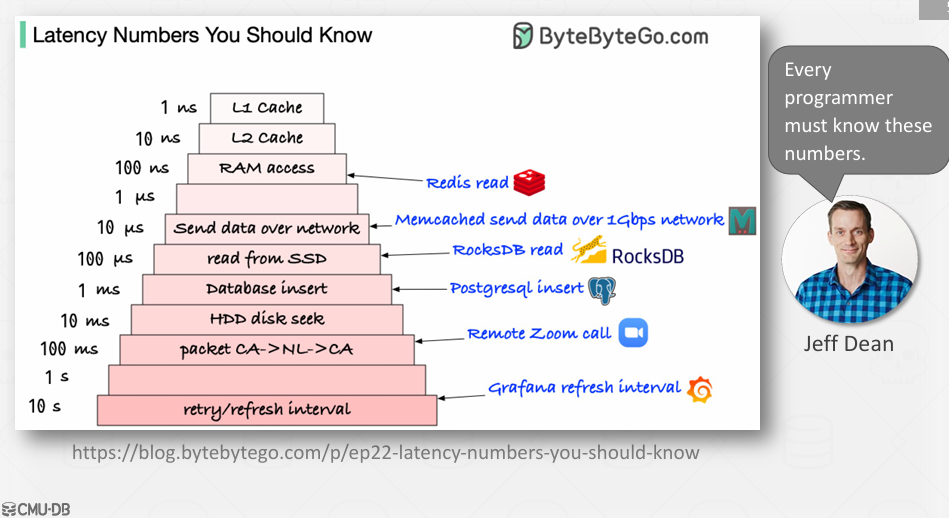 Latency Numbers You Should Know
ByteByteGo.com
1 ns L1 Cache
10 ns L2 Cache
100 ns RAM access
Redis read
1 µs
10 µs Send data over network
Memcached send data over 1Gbps network
100 µs read from SSD
RocksDB read RocksDB
1 ms Database insert
Postgresql insert
10 ms HDD disk seek
100 ms packet CA->NL->CA
Remote Zoom call
1 s
10 s retry/refresh interval
Grafana refresh interval
Every
programmer
must know these
numbers.
Jeff Dean
https://blog.bytebytego.com/p/ep22-latency-numbers-you-should-know
CMU·DB